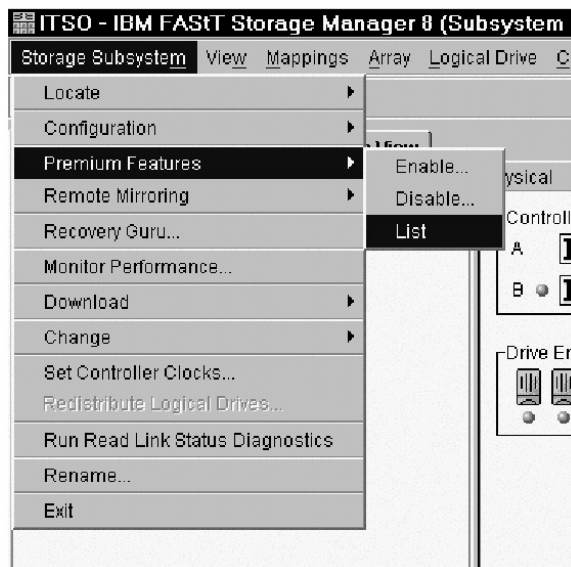 ITSO - IBM FAStT Storage Manager 8 (Subsystem
Storage Subsystem View Mappings Array Logical Drive C
Locate
Configuration
View
Premium Features
Enable...
ysical
Remote Mirroring
Disable...
Controll
Recovery Guru...
List
A
Monitor Performance...
B
Download
Change
Drive En
Set Controller Clocks...
Redistribute Logical Drives...
Run Read Link Status Diagnostics
Rename...
Exit